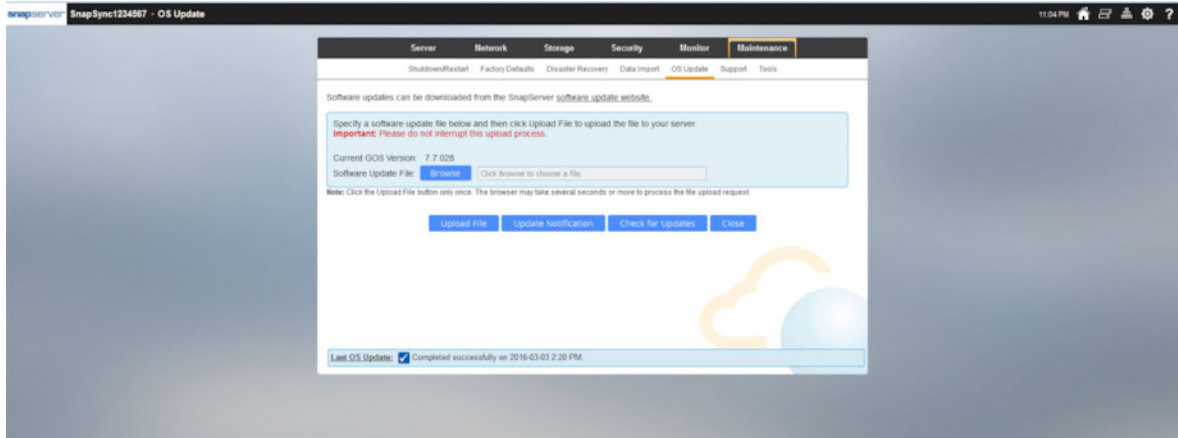 snapserver SnapSync1234567 · OS Update 11:04 PM ?
Server Network Storage Security Monitor Maintenance
Shutdown/Restart Factory Defaults Disaster Recovery Data Import OS Update Support Tools
Software updates can be downloaded from the SnapServer software update website.
Specify a software update file below and then click Upload File to upload the file to your server.
Important: Please do not interrupt this upload process.
Current GOS Version: 7.7.028
Software Update File: Browse Click Browse to choose a file.
Note: Click the Upload File button only once. The browser may take several seconds or more to process the file upload request.
Upload File Update Notification Check for Updates Close
Last OS Update: Completed successfully on 2016-03-03 2:20 PM.